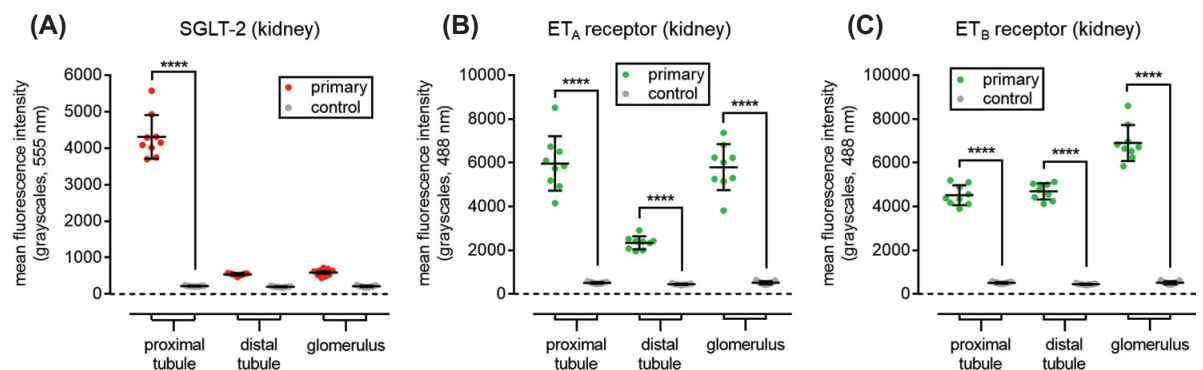 (A)
SGLT-2 (kidney)
mean fluorescence intensity
(grayscales, 555 nm)
6000
5000
4000
3000
2000
1000
0
****
primary
control
proximal
tubule
distal
tubule
glomerulus
(B)
ETA receptor (kidney)
mean fluorescence intensity
(grayscales, 488 nm)
10000
8000
6000
4000
2000
0
primary
control
****
****
****
proximal
tubule
distal
tubule
glomerulus
(C)
ETB receptor (kidney)
mean fluorescence intensity
(grayscales, 488 nm)
10000
8000
6000
4000
2000
0
primary
control
****
****
****
proximal
tubule
distal
tubule
glomerulus